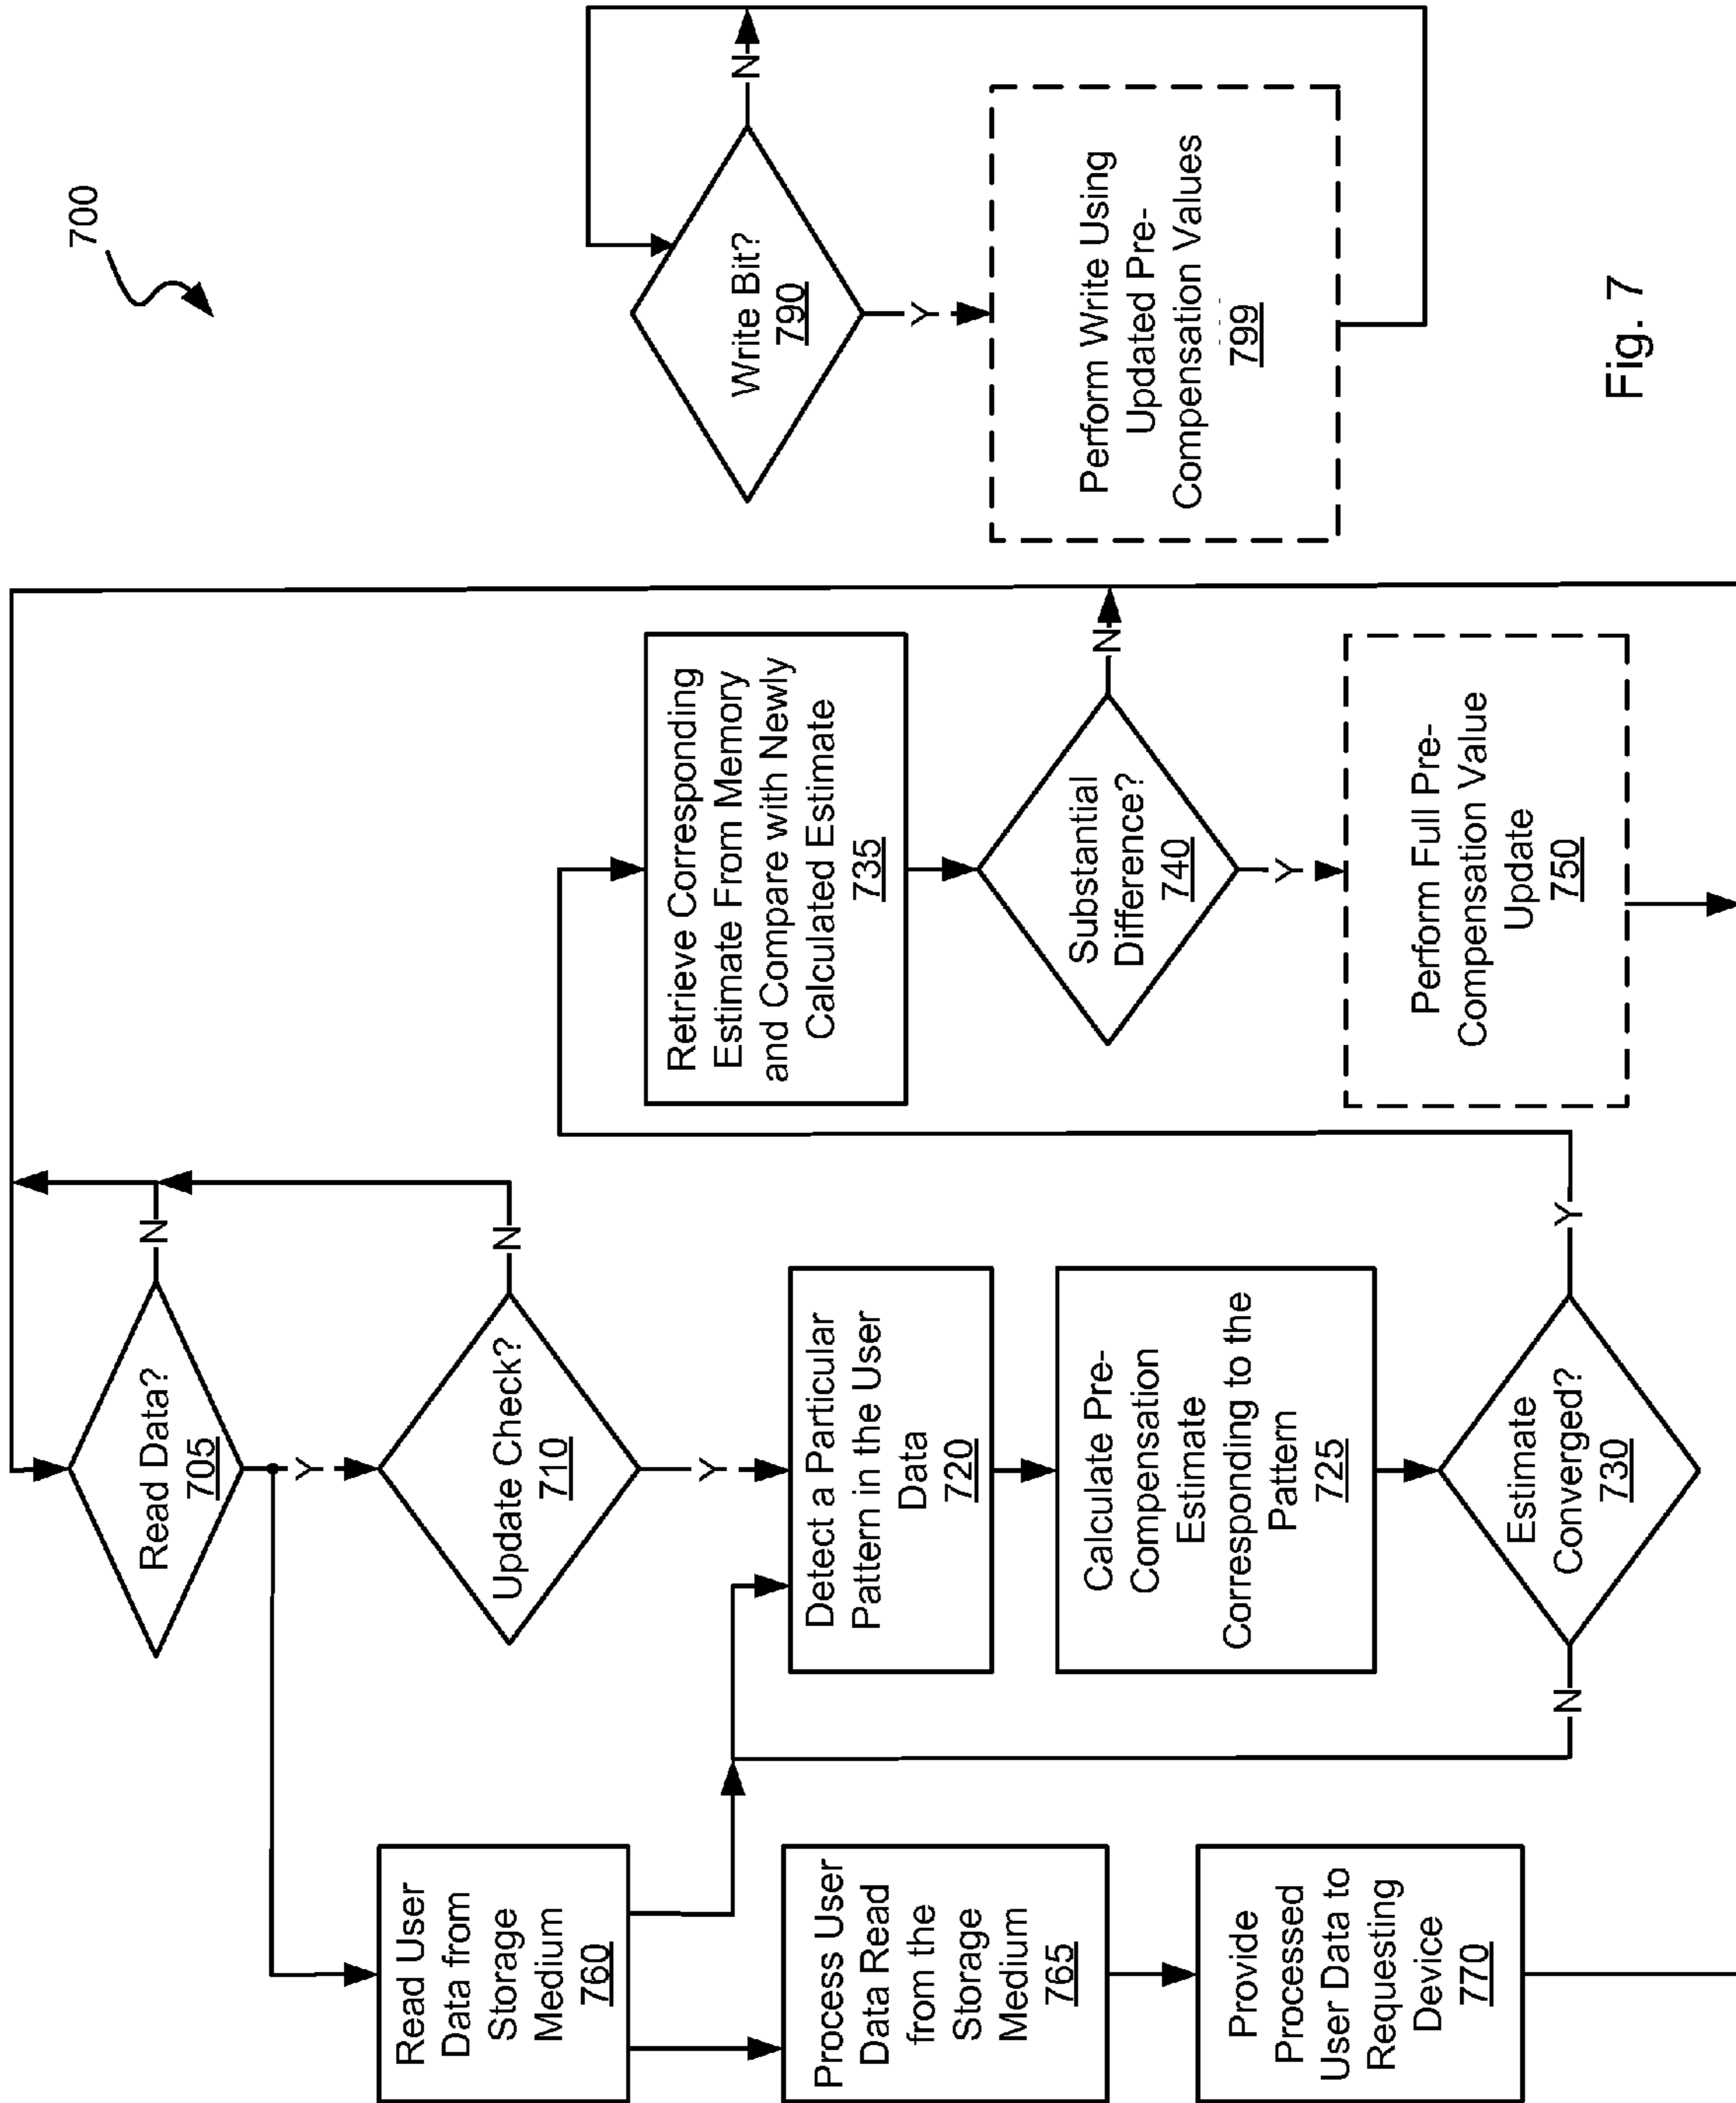 700
Read Data?
705
N
Y
Update Check?
710
N
Y
Read User
Data from
Storage
Medium
760
Process User
Data Read
from the
Storage
Medium
765
Provide
Processed
User Data to
Requesting
Device
770
Detect a Particular
Pattern in the User
Data
720
Calculate Pre-
Compensation
Estimate
Corresponding to the
Pattern
725
Estimate
Converged?
730
N
Y
Retrieve Corresponding
Estimate From Memory
and Compare with Newly
Calculated Estimate
735
Substantial
Difference?
740
N
Y
Perform Full Pre-
Compensation Value
Update
750
Write Bit?
790
N
Y
Perform Write Using
Updated Pre-
Compensation Values
799
Fig. 7